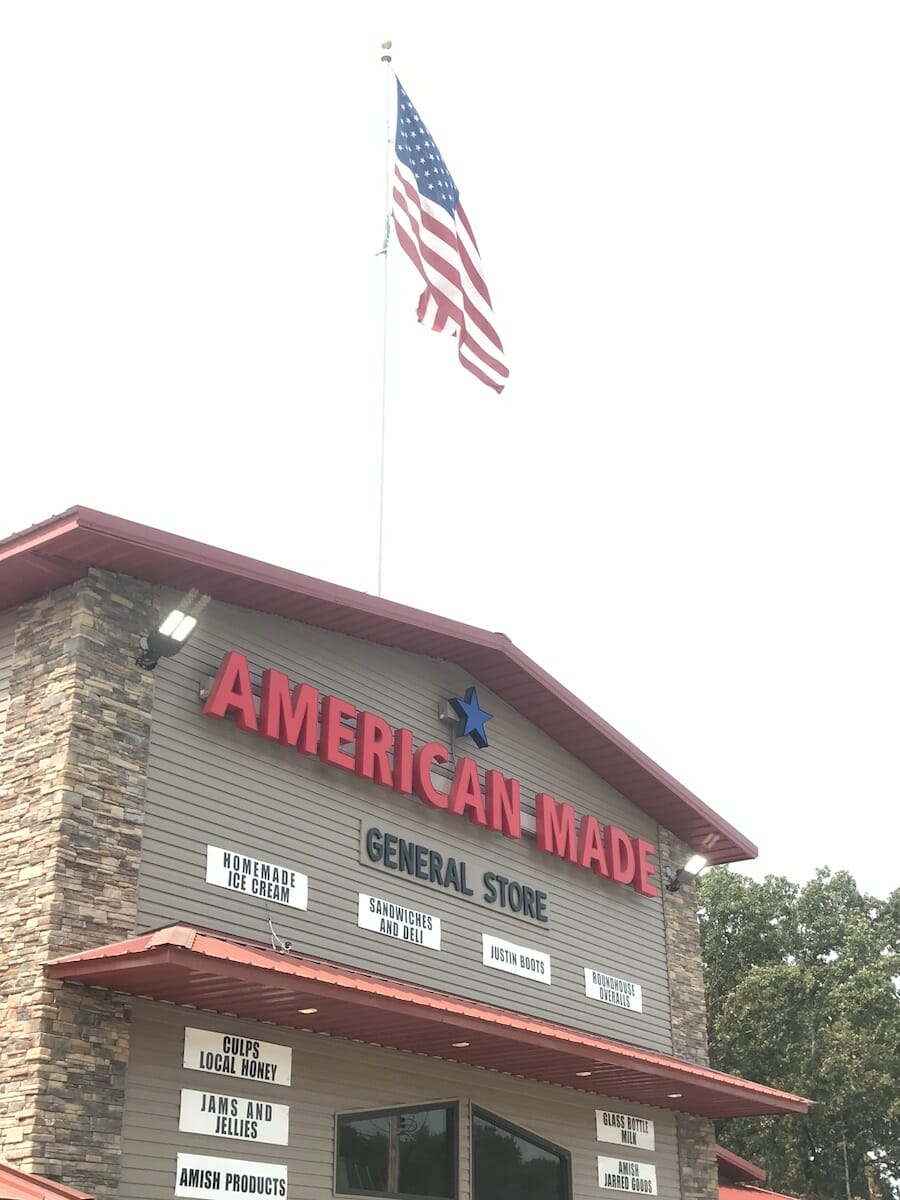 AMERICAN MADE
GENERAL STORE
HOMEMADE
ICE CREAM
SANDWICHES
AND DELI
JUSTIN BOOTS
ROUNDHOUSE
OVERALLS
CULPS
LOCAL HONEY
JAMS AND
JELLIES
AMISH PRODUCTS
GLASS BOTTLE
MILK
AMISH
JARRED GOODS